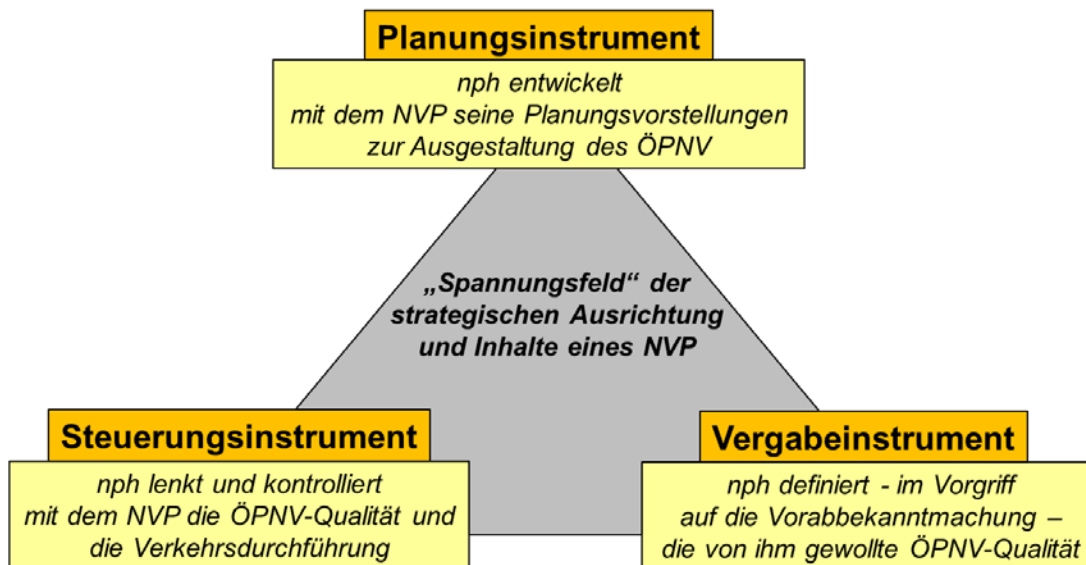 Planungsinstrument
nph entwickelt
mit dem NVP seine Planungsvorstellungen
zur Ausgestaltung des ÖPNV
„Spannungsfeld“ der
strategischen Ausrichtung
und Inhalte eines NVP
Steuerungsinstrument
nph lenkt und kontrolliert
mit dem NVP die ÖPNV-Qualität und
die Verkehrsdurchführung
Vergabeinstrument
nph definiert - im Vorgriff
auf die Vorabbekanntmachung –
die von ihm gewollte ÖPNV-Qualität